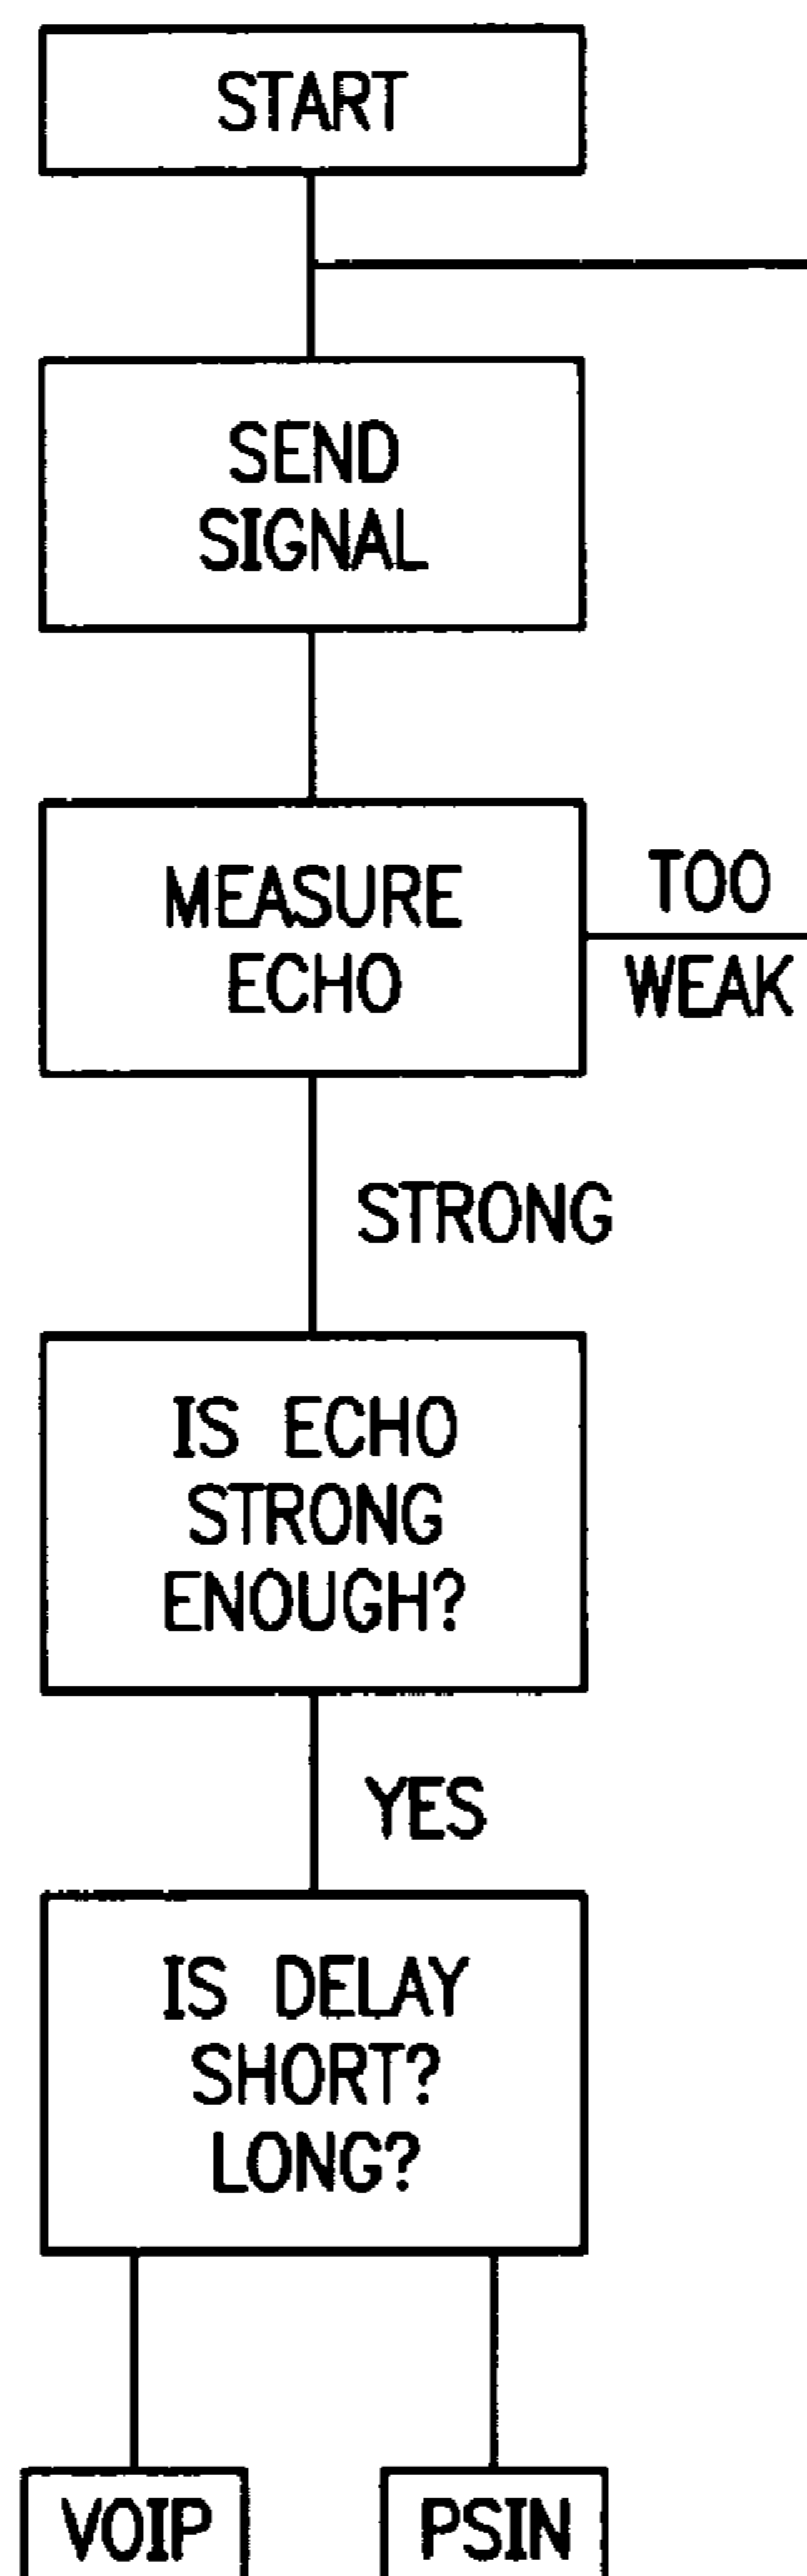 START
SEND
SIGNAL
MEASURE
ECHO
TOO
WEAK
STRONG
IS ECHO
STRONG
ENOUGH?
YES
IS DELAY
SHORT?
LONG?
VOIP
PSIN